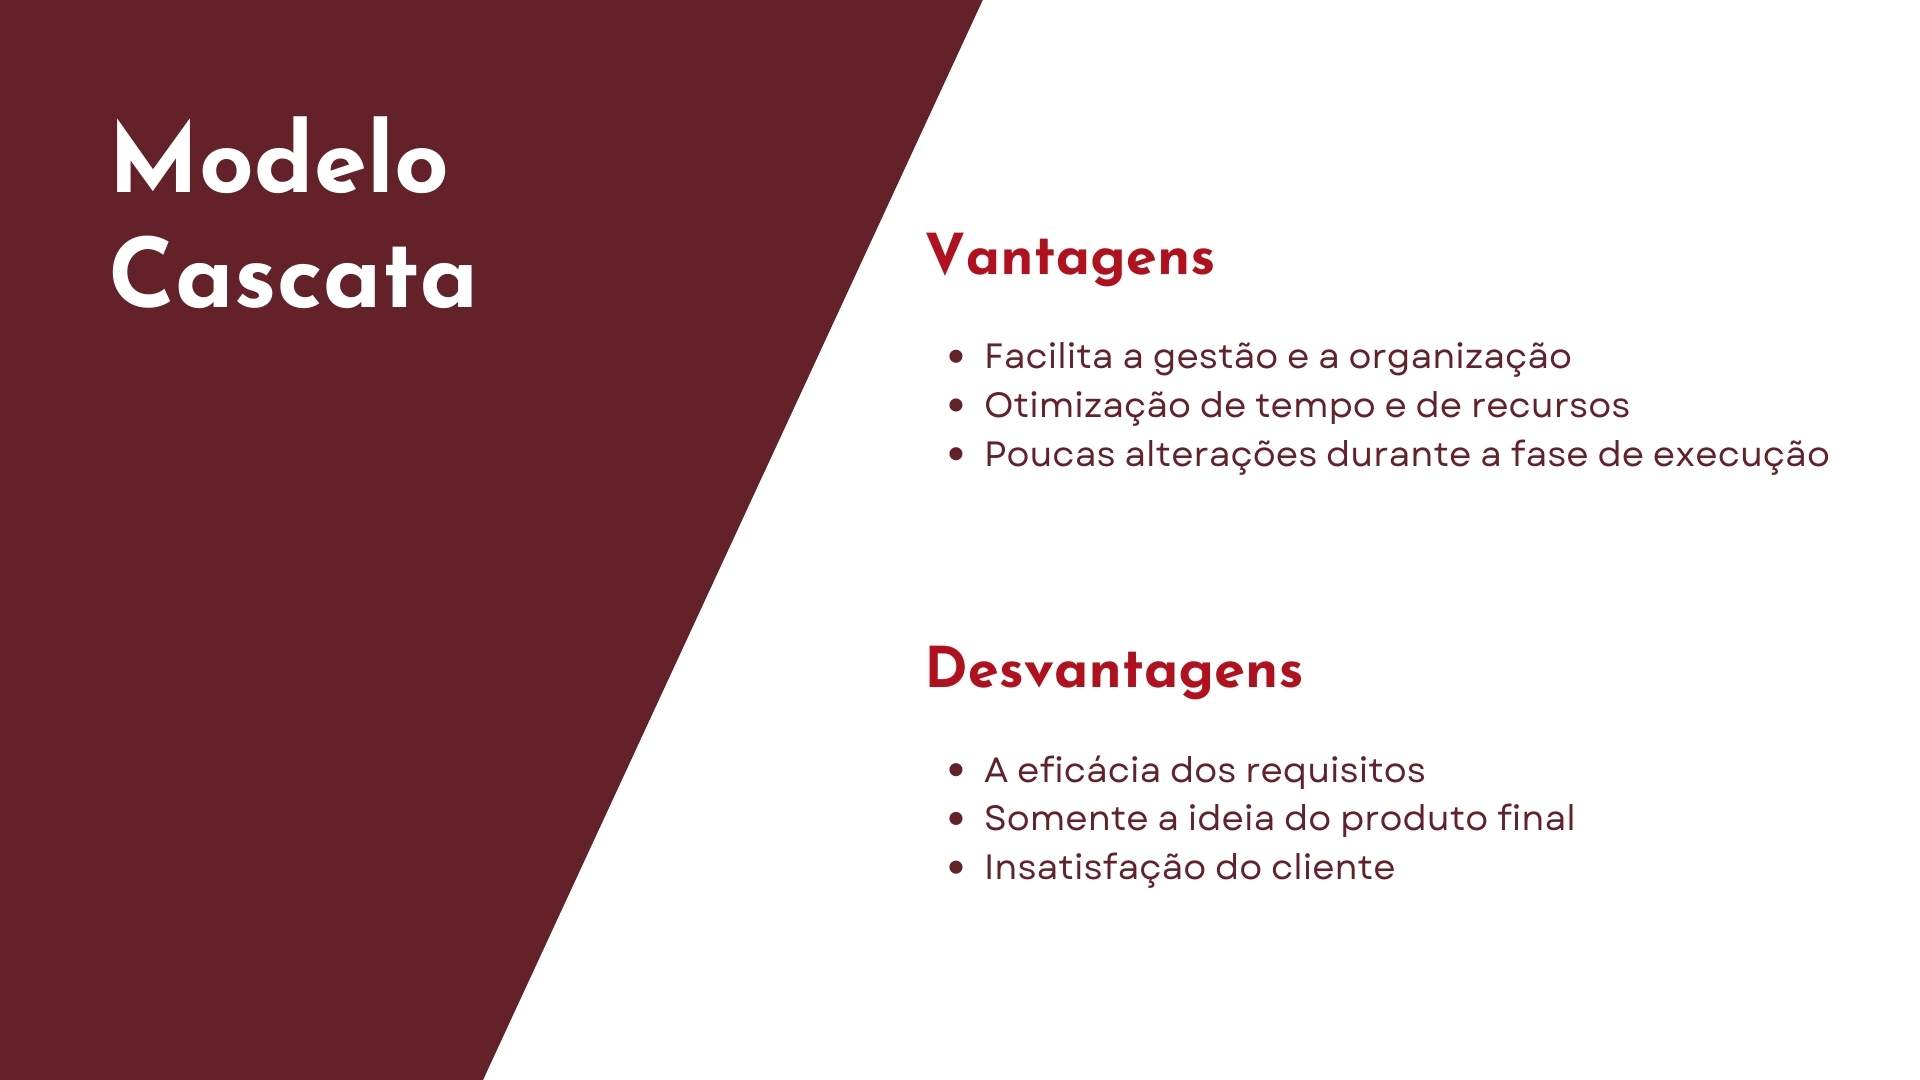 Modelo
Cascata
Vantagens
• Facilita a gestão e a organização
• Otimização de tempo e de recursos
• Poucas alterações durante a fase de execução
Desvantagens
• A eficácia dos requisitos
• Somente a ideia do produto final
• Insatisfação do cliente